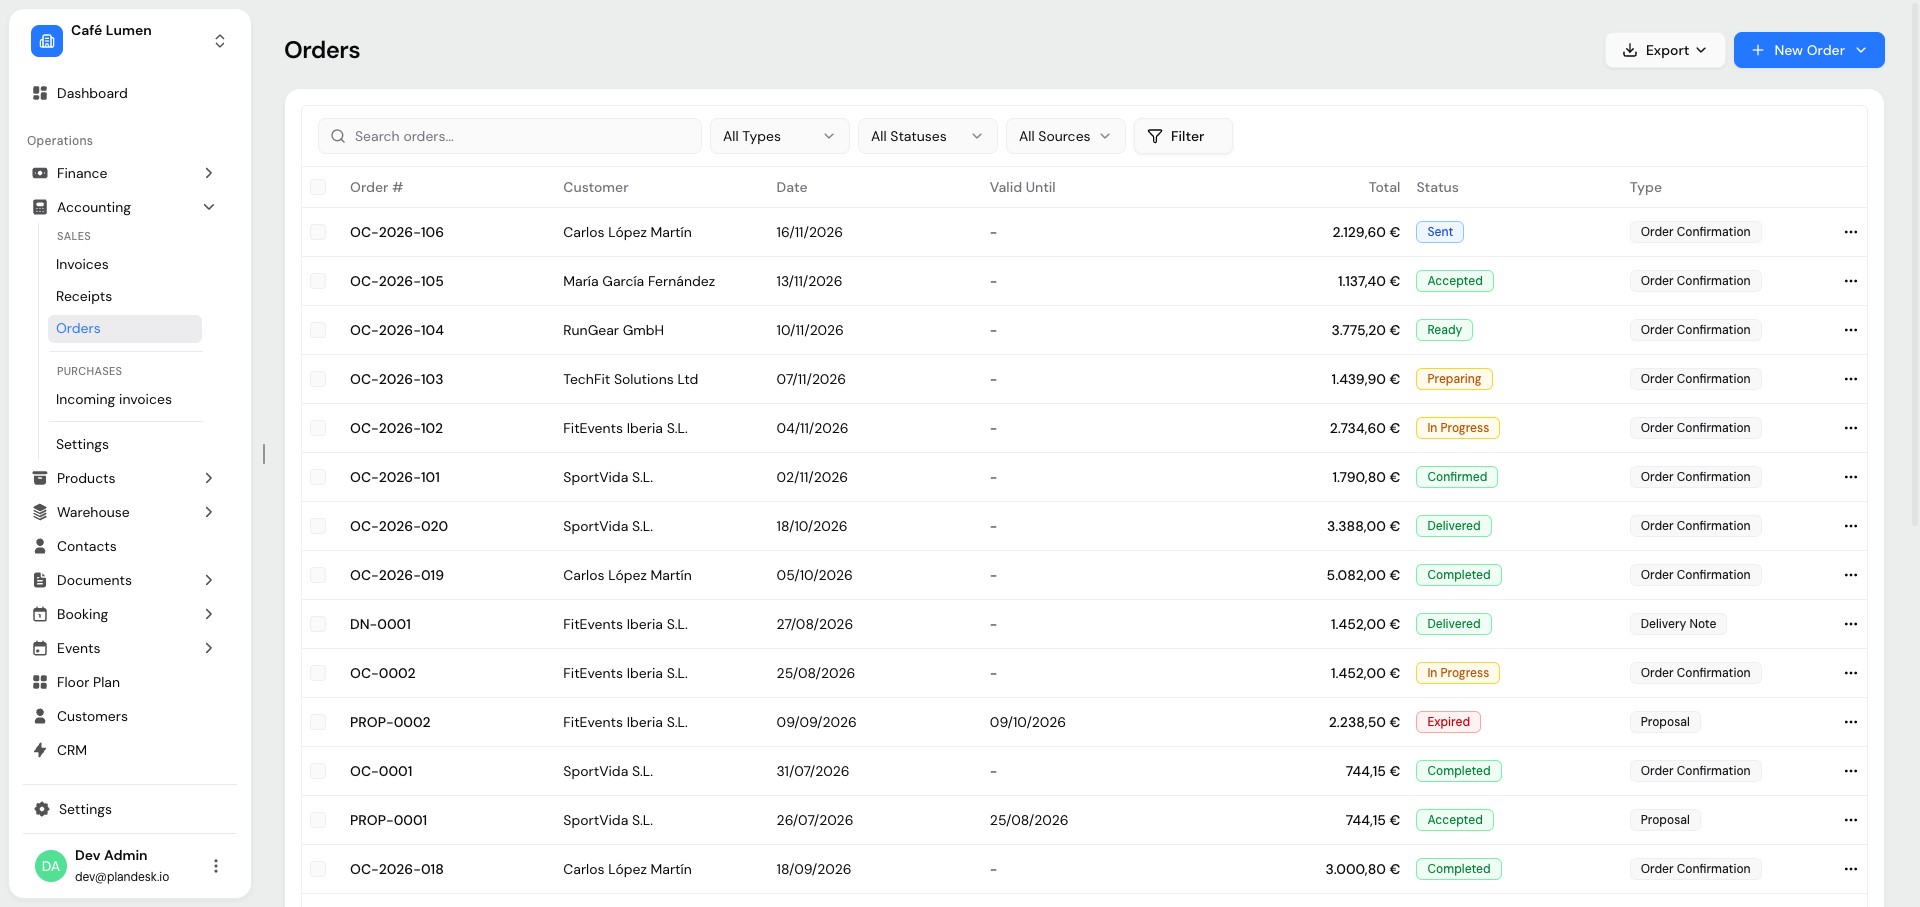 Café Lumen
Dashboard
Operations
Finance
Accounting
SALES
Invoices
Receipts
Orders
PURCHASES
Incoming invoices
Settings
Products
Warehouse
Contacts
Documents
Booking
Events
Floor Plan
Customers
CRM
Settings
DA
Dev Admin
dev@plandesk.io
Orders
Export
New Order
Search orders...
All Types
All Statuses
All Sources
Filter
Order # Customer Date Valid Until Total Status Type
OC-2026-106 Carlos López Martín 16/11/2026 - 2.129,60 € Sent Order Confirmation
OC-2026-105 María García Fernández 13/11/2026 - 1.137,40 € Accepted Order Confirmation
OC-2026-104 RunGear GmbH 10/11/2026 - 3.775,20 € Ready Order Confirmation
OC-2026-103 TechFit Solutions Ltd 07/11/2026 - 1.439,90 € Preparing Order Confirmation
OC-2026-102 FitEvents Iberia S.L. 04/11/2026 - 2.734,60 € In Progress Order Confirmation
OC-2026-101 SportVida S.L. 02/11/2026 - 1.790,80 € Confirmed Order Confirmation
OC-2026-020 SportVida S.L. 18/10/2026 - 3.388,00 € Delivered Order Confirmation
OC-2026-019 Carlos López Martín 05/10/2026 - 5.082,00 € Completed Order Confirmation
DN-0001 FitEvents Iberia S.L. 27/08/2026 - 1.452,00 € Delivered Delivery Note
OC-0002 FitEvents Iberia S.L. 25/08/2026 - 1.452,00 € In Progress Order Confirmation
PROP-0002 FitEvents Iberia S.L. 09/09/2026 09/10/2026 2.238,50 € Expired Proposal
OC-0001 SportVida S.L. 31/07/2026 - 744,15 € Completed Order Confirmation
PROP-0001 SportVida S.L. 26/07/2026 25/08/2026 744,15 € Accepted Proposal
OC-2026-018 Carlos López Martín 18/09/2026 - 3.000,80 € Completed Order Confirmation